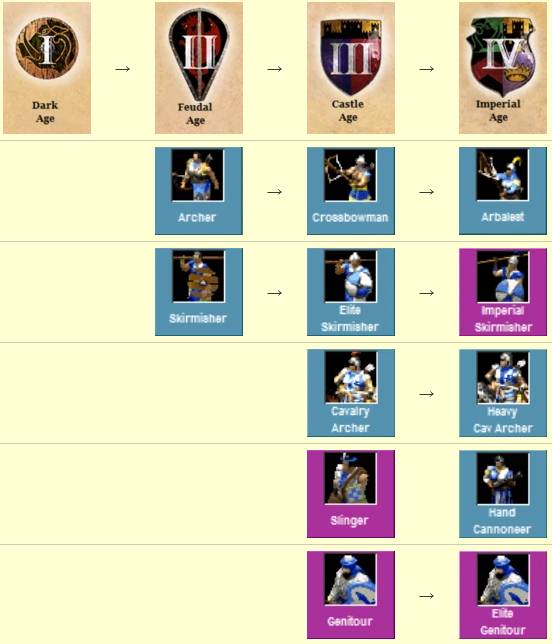 I II III IV
Dark Age
Feudal Age
Castle Age
Imperial Age
→ → →
Archer → Crossbowman → Arbalest
Skirmisher → Elite Skirmisher → Imperial Skirmisher
Cavalry Archer → Heavy Cav Archer
Slinger
Hand Cannoneer
Genitour → Elite Genitour